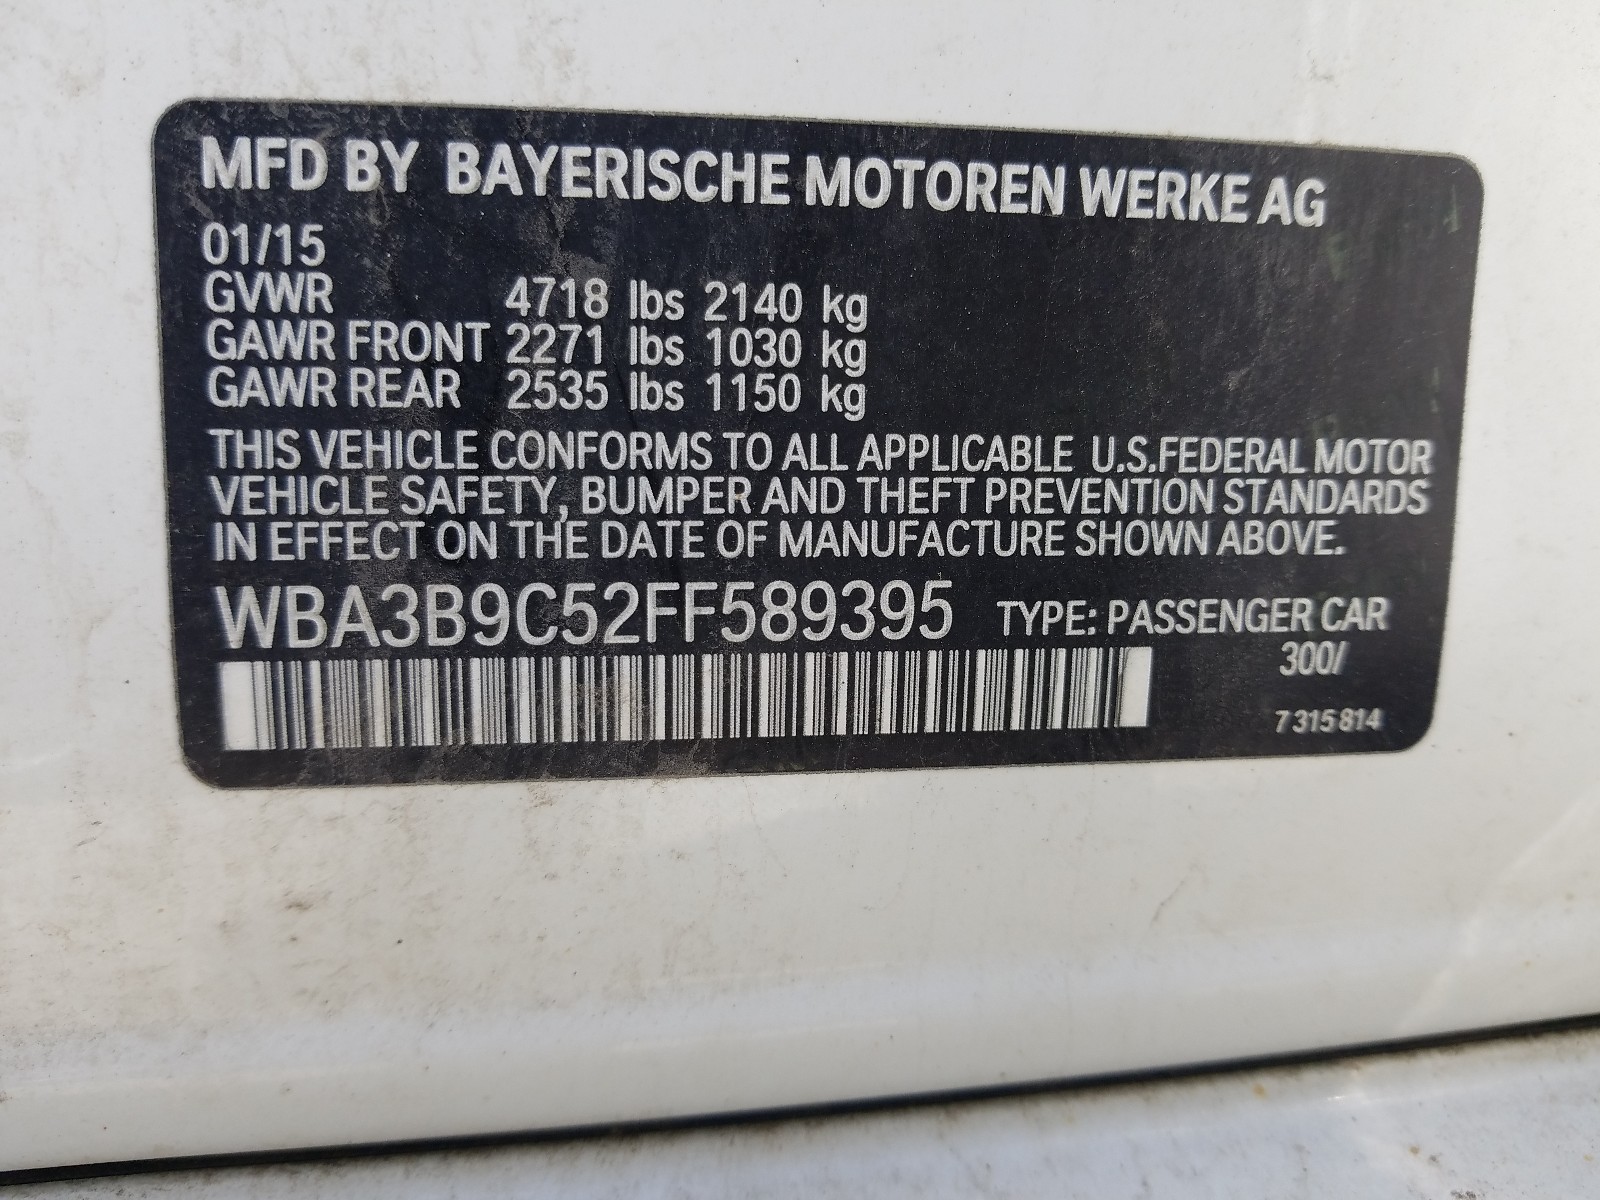 MFD BY BAYERISCHE MOTOREN WERKE AG
01/15
GVWR 4718 lbs 2140 kg
GAWR FRONT 2271 lbs 1030 kg
GAWR REAR 2535 lbs 1150 kg
THIS VEHICLE CONFORMS TO ALL APPLICABLE U.S.FEDERAL MOTOR
VEHICLE SAFETY, BUMPER AND THEFT PREVENTION STANDARDS
IN EFFECT ON THE DATE OF MANUFACTURE SHOWN ABOVE.
WBA3B9C52FF589395 TYPE: PASSENGER CAR
300/
7 315 814